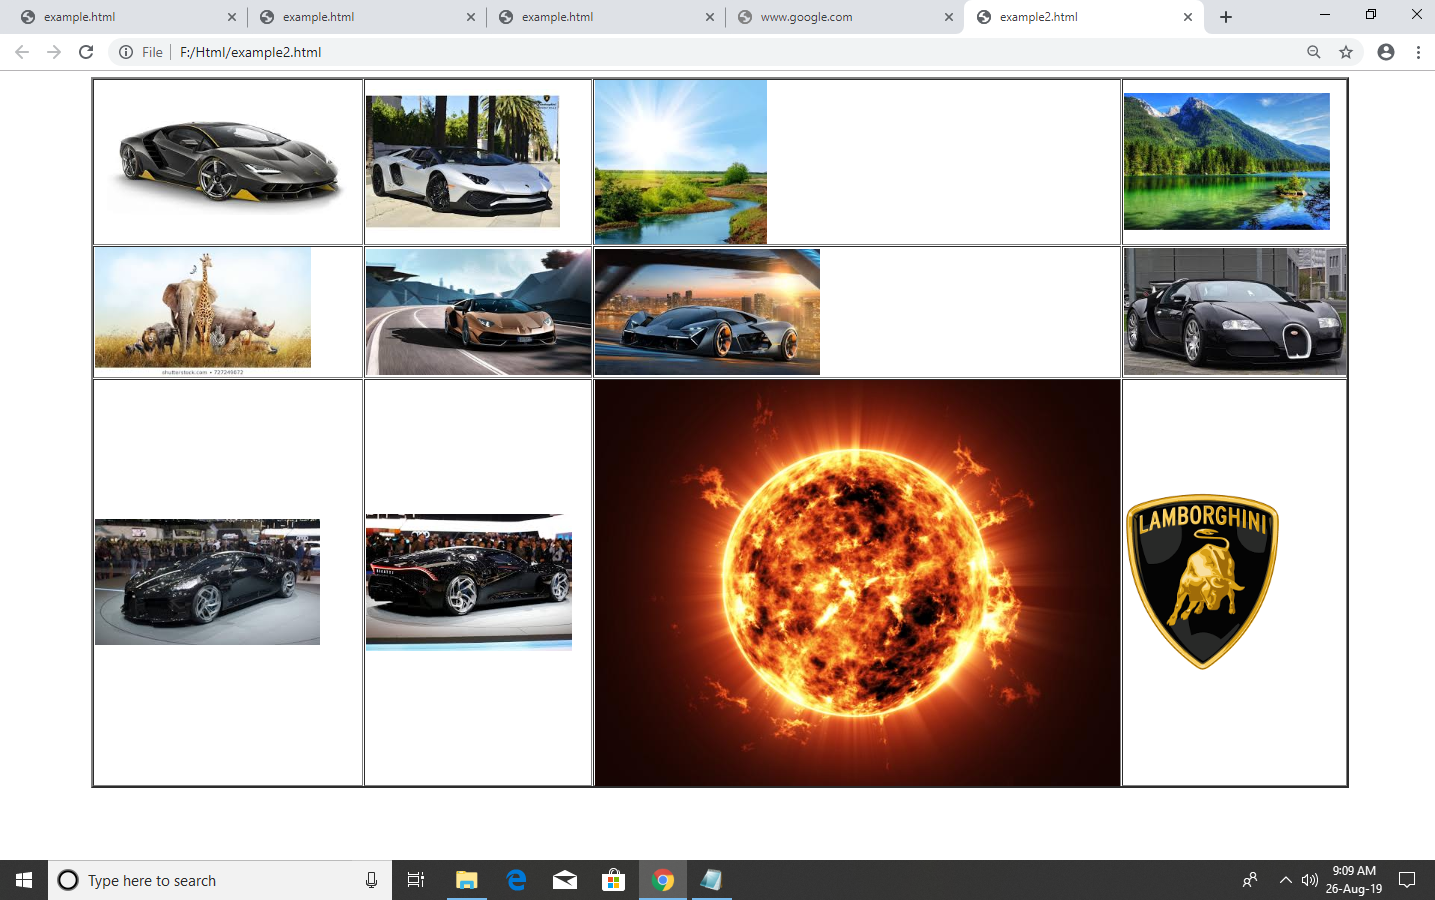 example.html
example.html
example.html
www.google.com
example2.html
File
F:/Html/example2.html
shutterstock.com • 727249072
LAMBORGHINI
Type here to search
9:09 AM
26-Aug-19